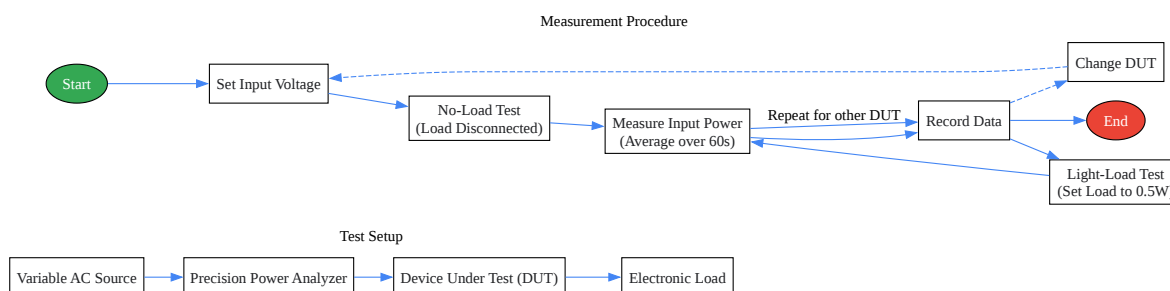 Measurement Procedure
Start
Set Input Voltage
No-Load Test
(Load Disconnected)
Measure Input Power
(Average over 60s)
Repeat for other DUT
Record Data
Change DUT
End
Light-Load Test
(Set Load to 0.5W)
Test Setup
Variable AC Source
Precision Power Analyzer
Device Under Test (DUT)
Electronic Load